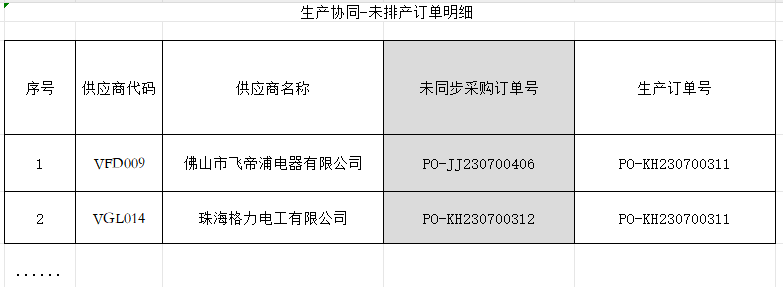 生产协同-未排产订单明细
序号 供应商代码 供应商名称 未同步采购订单号 生产订单号
1 VFD009 佛山市飞帝浦电器有限公司 PO-JJ230700406 PO-KH230700311
2 VGL014 珠海格力电工有限公司 PO-KH230700312 PO-KH230700311
......